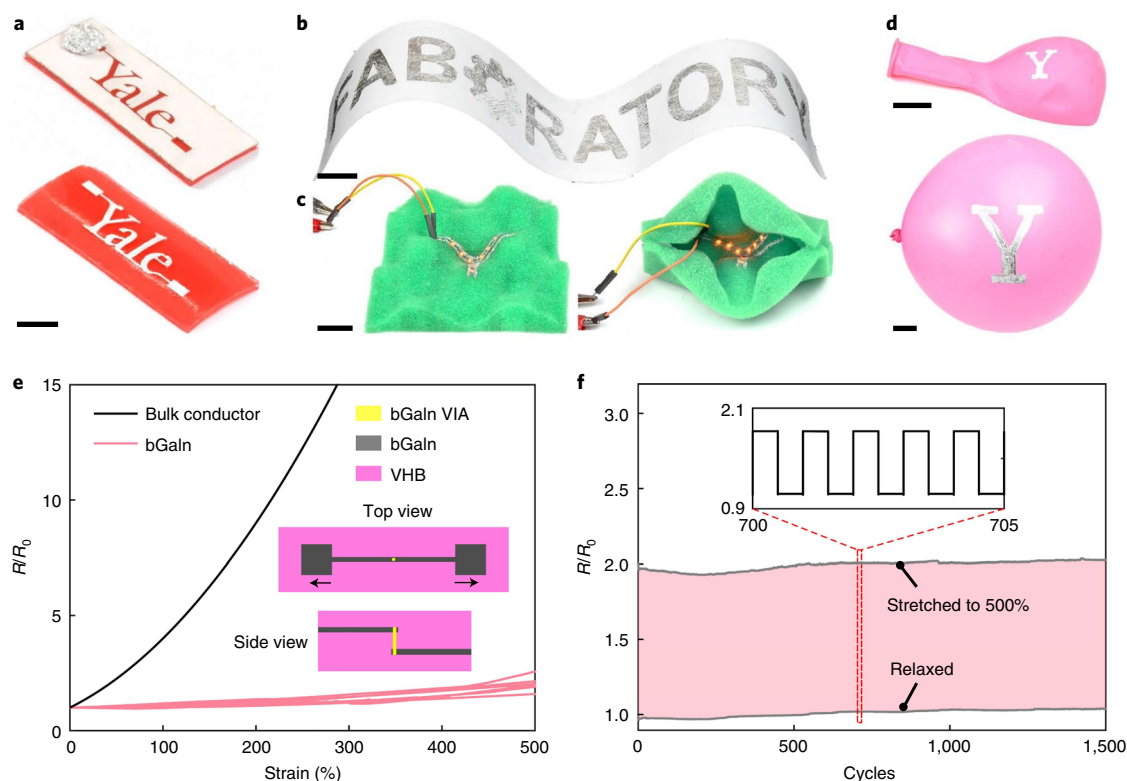 a
Yale
Yale
b
FAB RATORY
c
d
Y
Y
e
15
10
5
0
R/R0
0
100
200
300
400
500
Strain (%)
Bulk conductor
bGaIn
bGaIn VIA
bGaIn
VHB
Top view
Side view
f
3.0
2.5
2.0
1.5
1.0
R/R0
0
500
1,000
1,500
Cycles
2.1
0.9
700
705
Stretched to 500%
Relaxed